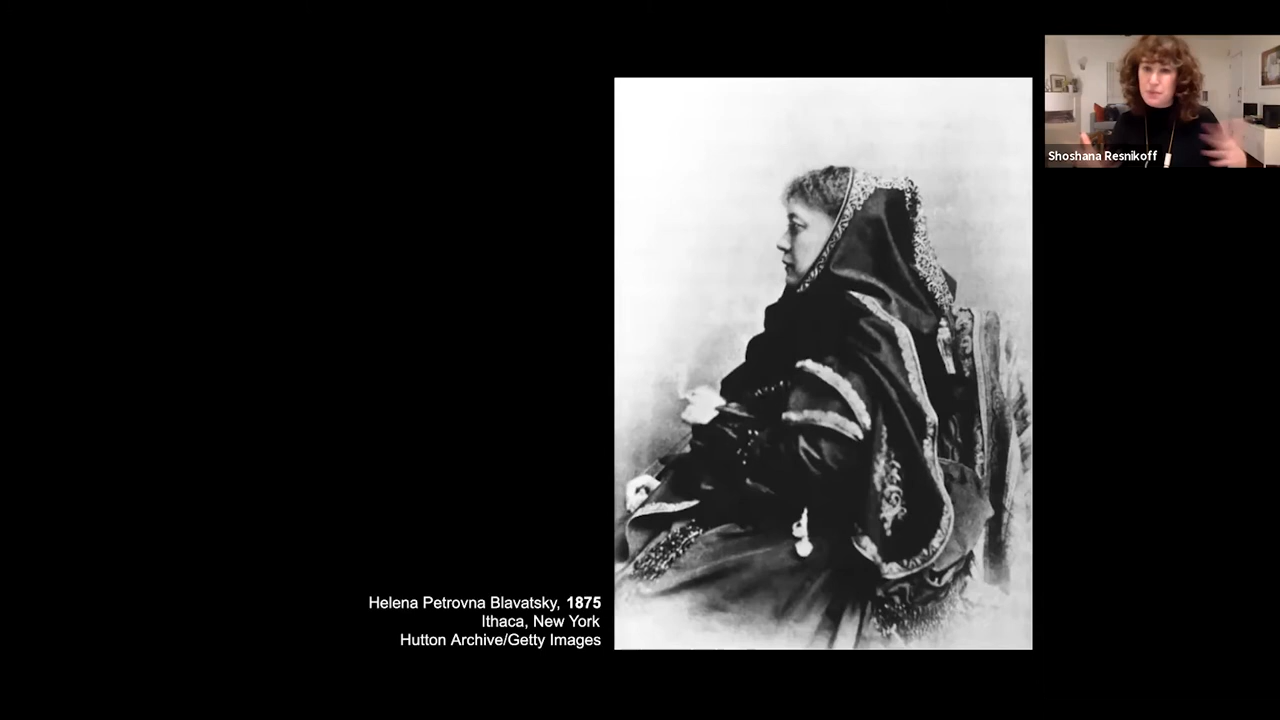 Shoshana Resnikoff
Helena Petrovna Blavatsky, 1875
Ithaca, New York
Hutton Archive/Getty Images